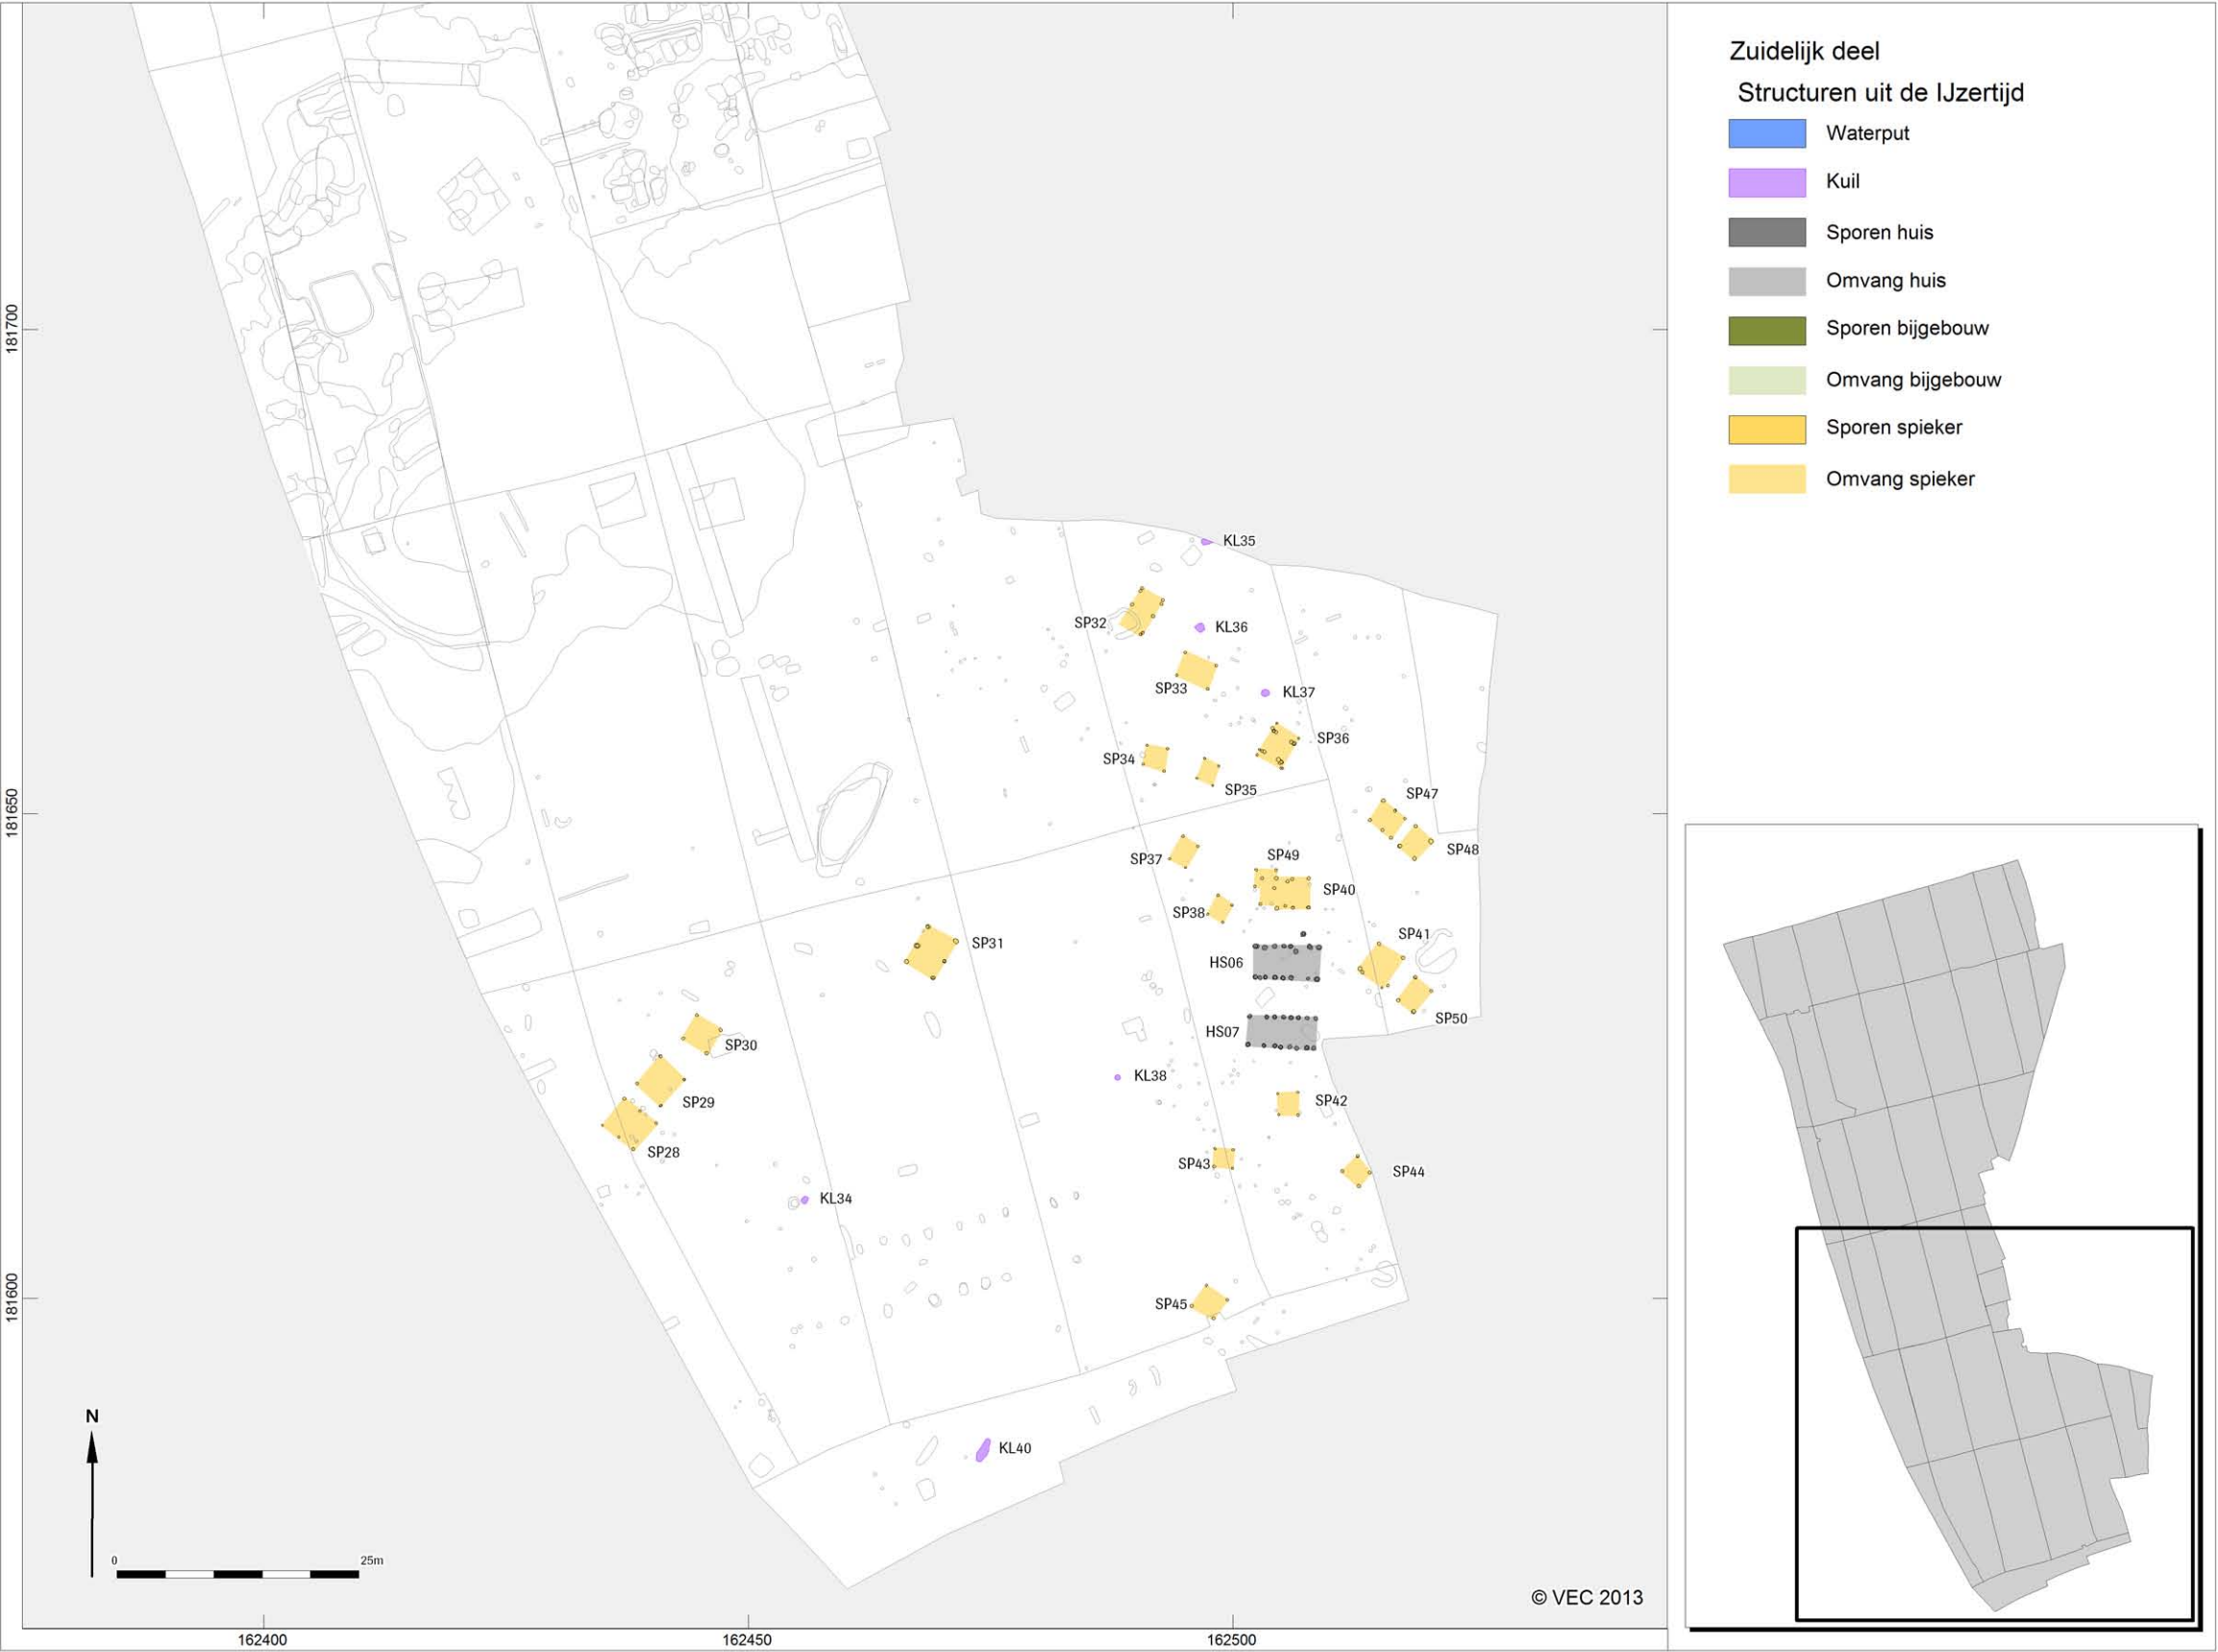 Zuidelijk deel
Structuren uit de IJzertijd
Waterput
Kuil
Sporen huis
Omvang huis
Sporen bijgebouw
Omvang bijgebouw
Sporen spieker
Omvang spieker
181700
181650
181600
KL35
SP32
KL36
SP33
KL37
SP36
SP34
SP35
SP47
SP48
SP37
SP49
SP40
SP38
SP41
SP31
HS06
SP50
HS07
SP30
KL38
SP29
SP42
SP28
SP43
SP44
KL34
SP45
KL40
N
0 25m
© VEC 2013
162400 162450 162500